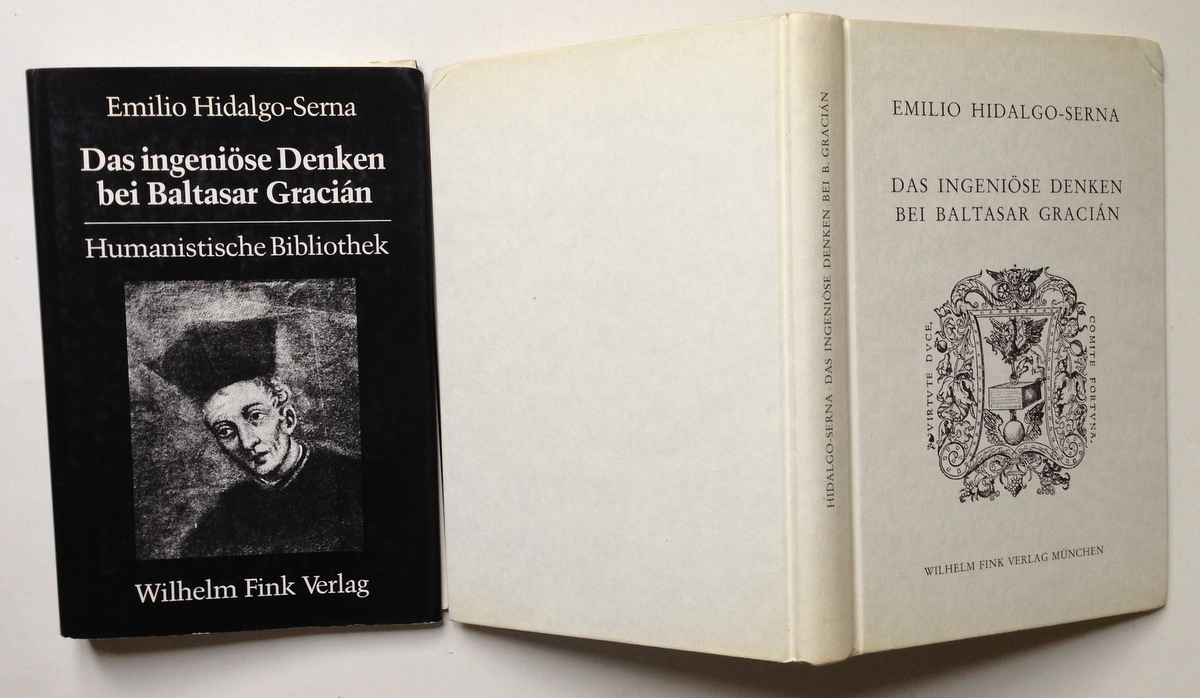 Emilio Hidalgo-Serna
Das ingeniöse Denken
bei Baltasar Gracián
Humanistische Bibliothek
Wilhelm Fink Verlag
HIDALGO-SERNA · DAS INGENIÖSE DENKEN BEI B. GRACIÁN
EMILIO HIDALGO-SERNA
DAS INGENIÖSE DENKEN
BEI BALTASAR GRACIÁN
VIRTVTE DVCE,
COMITE FORTVNA.
WILHELM FINK VERLAG MÜNCHEN